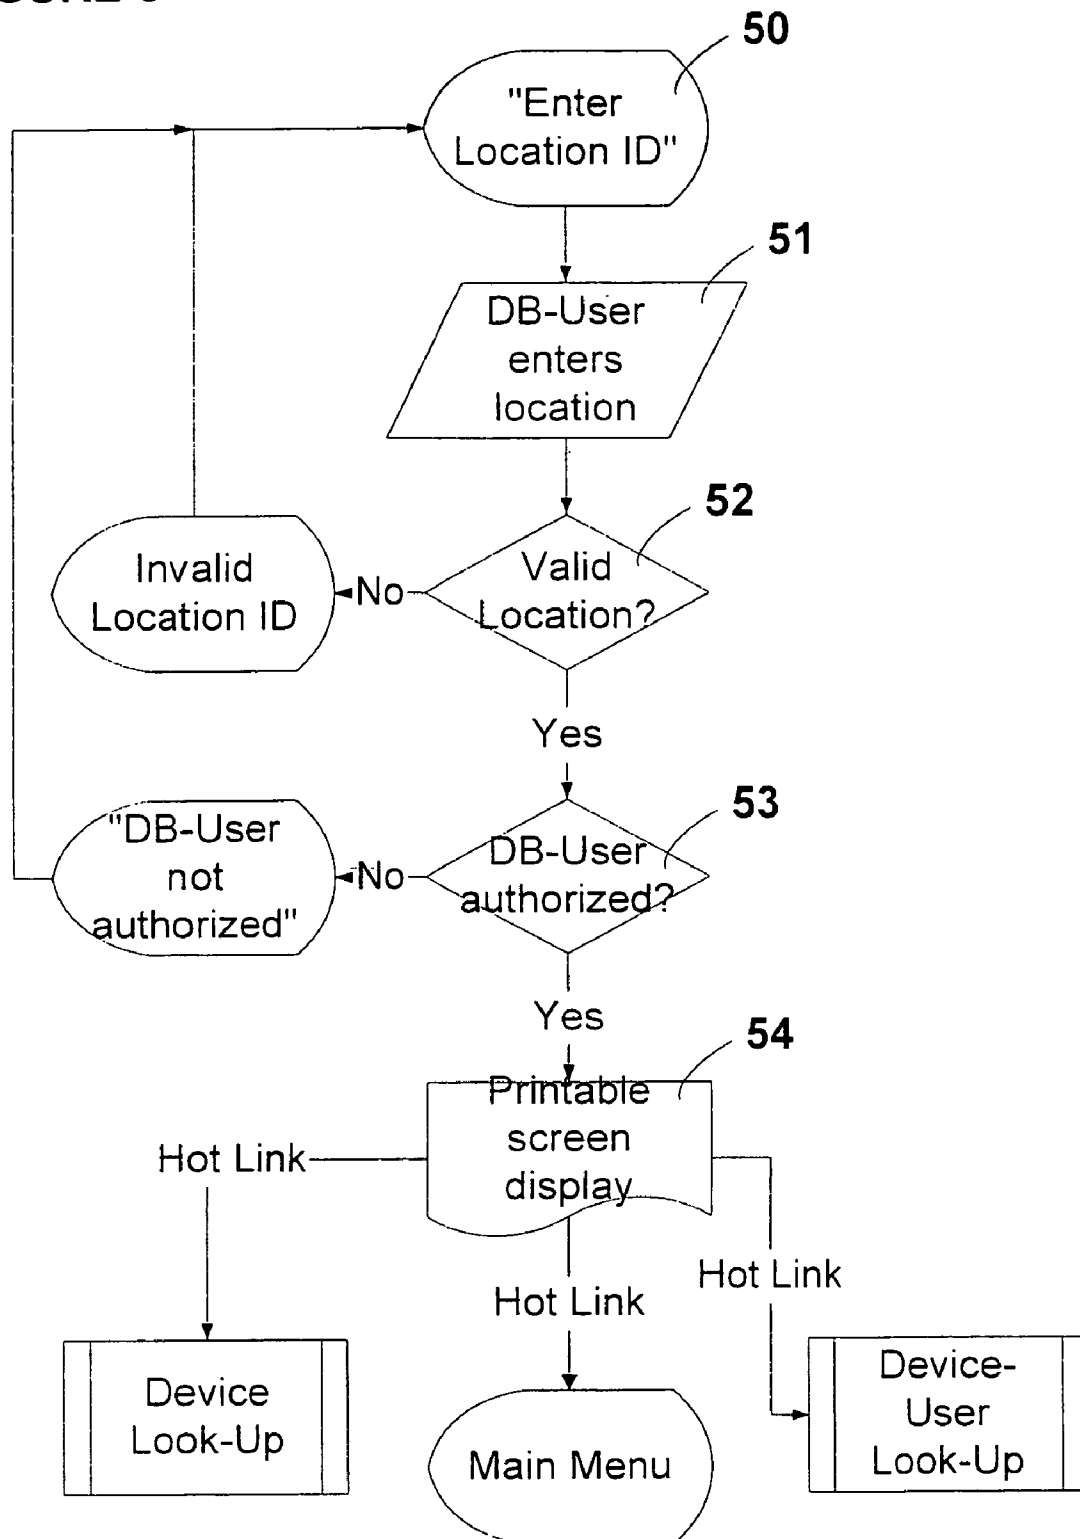 50
"Enter
Location ID"
51
DB-User
enters
location
52
Valid
Location?
No
Invalid
Location ID
Yes
53
DB-User
authorized?
No
"DB-User
not
authorized"
Yes
54
Printable
screen
display
Hot Link
Hot Link
Hot Link
Device
Look-Up
Main Menu
Device-
User
Look-Up